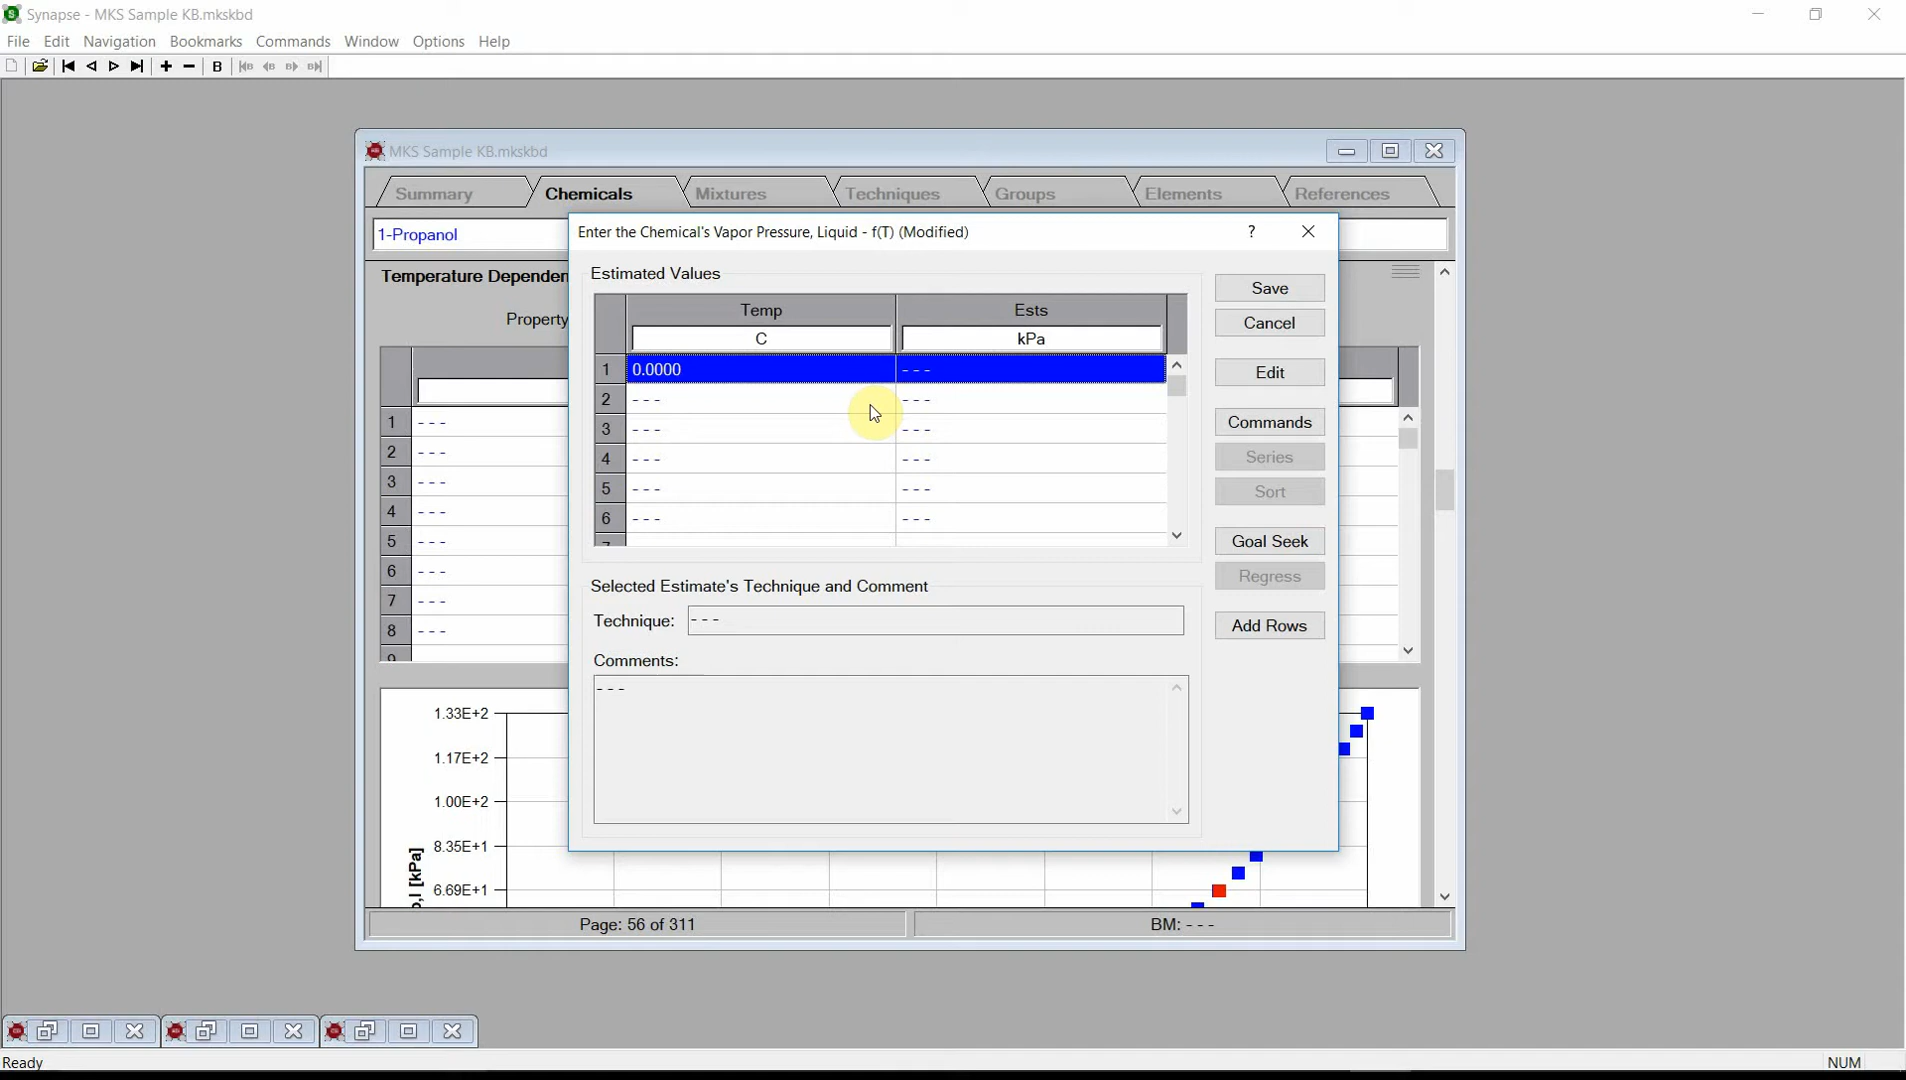 Synapse - MKS Sample KB.mkskbd
File Edit Navigation Bookmarks Commands Window Options Help
B
MKS Sample KB.mkskbd
Summary Chemicals Mixtures Techniques Groups Elements References
1-Propanol
Temperature Dependen
Property
1 - - -
2 - - -
3 - - -
4 - - -
5 - - -
6 - - -
7 - - -
8 - - -
9
Enter the Chemical's Vapor Pressure, Liquid - f(T) (Modified) ?
Estimated Values
Temp Ests
C kPa
1 0.0000 - - -
2 - - - - - -
3 - - - - - -
4 - - - - - -
5 - - - - - -
6 - - - - - -
7
Save
Cancel
Edit
Commands
Series
Sort
Goal Seek
Regress
Add Rows
Selected Estimate's Technique and Comment
Technique: - - -
Comments:
- - -
1.33E+2
1.17E+2
1.00E+2
8.35E+1
6.69E+1
[kPa]
Page: 56 of 311
BM: - - -
Ready NUM